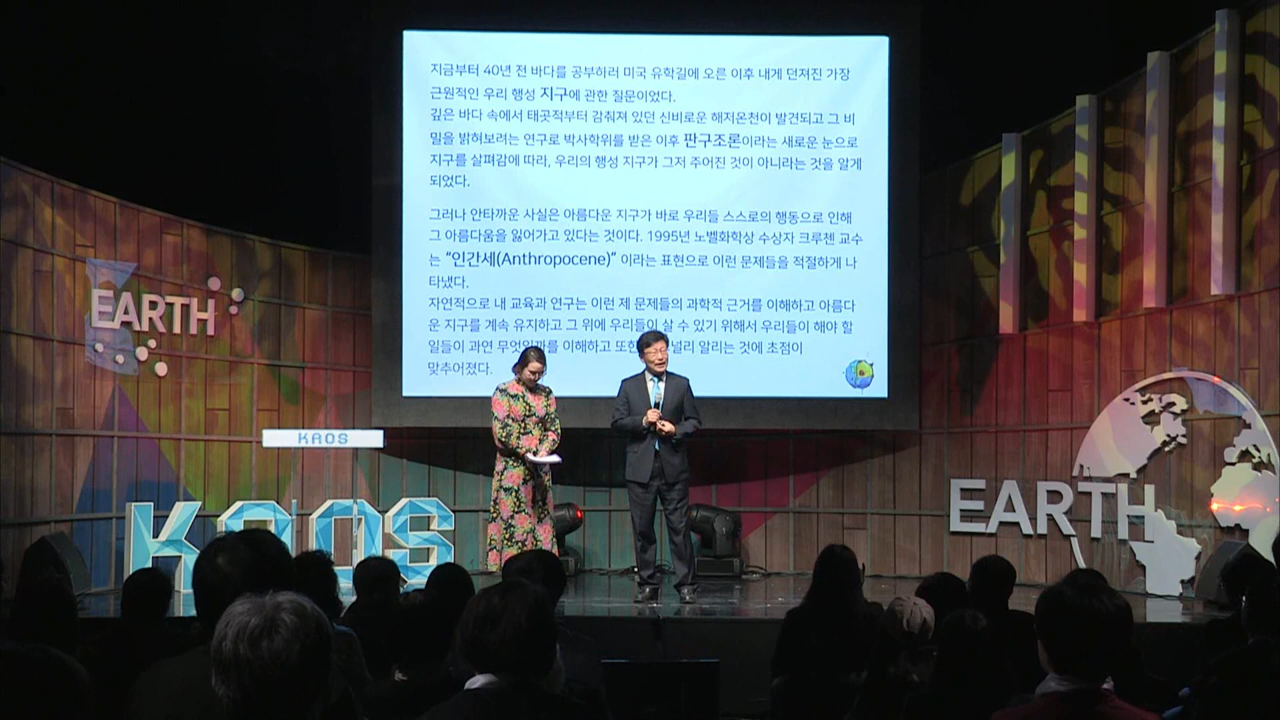 지금부터 40년 전 바다를 공부하러 미국 유학길에 오른 이후 내게 던져진 가장
근원적인 우리 행성 지구에 관한 질문이었다.
깊은 바다 속에서 태곳적부터 감춰져 있던 신비로운 해저온천이 발견되고 그 비
밀을 밝혀보려는 연구로 박사학위를 받은 이후 판구조론이라는 새로운 눈으로
지구를 살펴감에 따라, 우리의 행성 지구가 그저 주어진 것이 아니라는 것을 알게
되었다.
그러나 안타까운 사실은 아름다운 지구가 바로 우리들 스스로의 행동으로 인해
그 아름다움을 잃어가고 있다는 것이다. 1995년 노벨화학상 수상자 크루첸 교수
는 “인간세(Anthropocene)” 이라는 표현으로 이런 문제들을 적절하게 나
타냈다.
자연적으로 내 교육과 연구는 이런 제 문제들의 과학적 근거를 이해하고 아름다
운 지구를 계속 유지하고 그 위에 우리들이 살 수 있기 위해서 우리들이 해야 할
일들이 과연 무엇일까를 이해하고 또한 널리 알리는 것에 초점이
맞추어졌다.
EARTH
KAOS
KAOS
EARTH